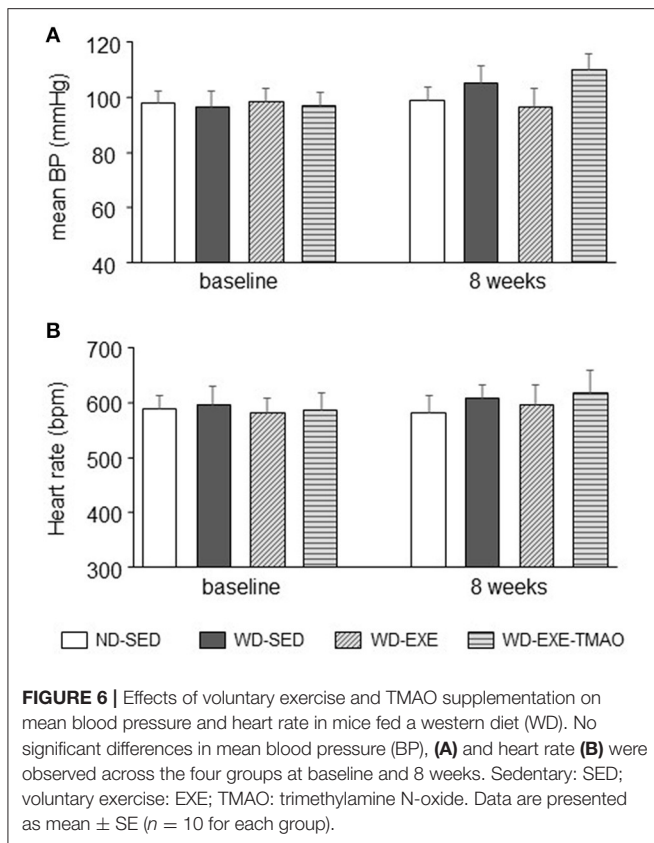 A
120
100
80
60
40
mean BP (mmHg)
baseline 8 weeks
B
700
600
500
400
300
Heart rate (bpm)
baseline 8 weeks
ND-SED WD-SED WD-EXE WD-EXE-TMAO
FIGURE 6 | Effects of voluntary exercise and TMAO supplementation on
mean blood pressure and heart rate in mice fed a western diet (WD). No
significant differences in mean blood pressure (BP), (A) and heart rate (B) were
observed across the four groups at baseline and 8 weeks. Sedentary: SED;
voluntary exercise: EXE; TMAO: trimethylamine N-oxide. Data are presented
as mean ± SE (n = 10 for each group).